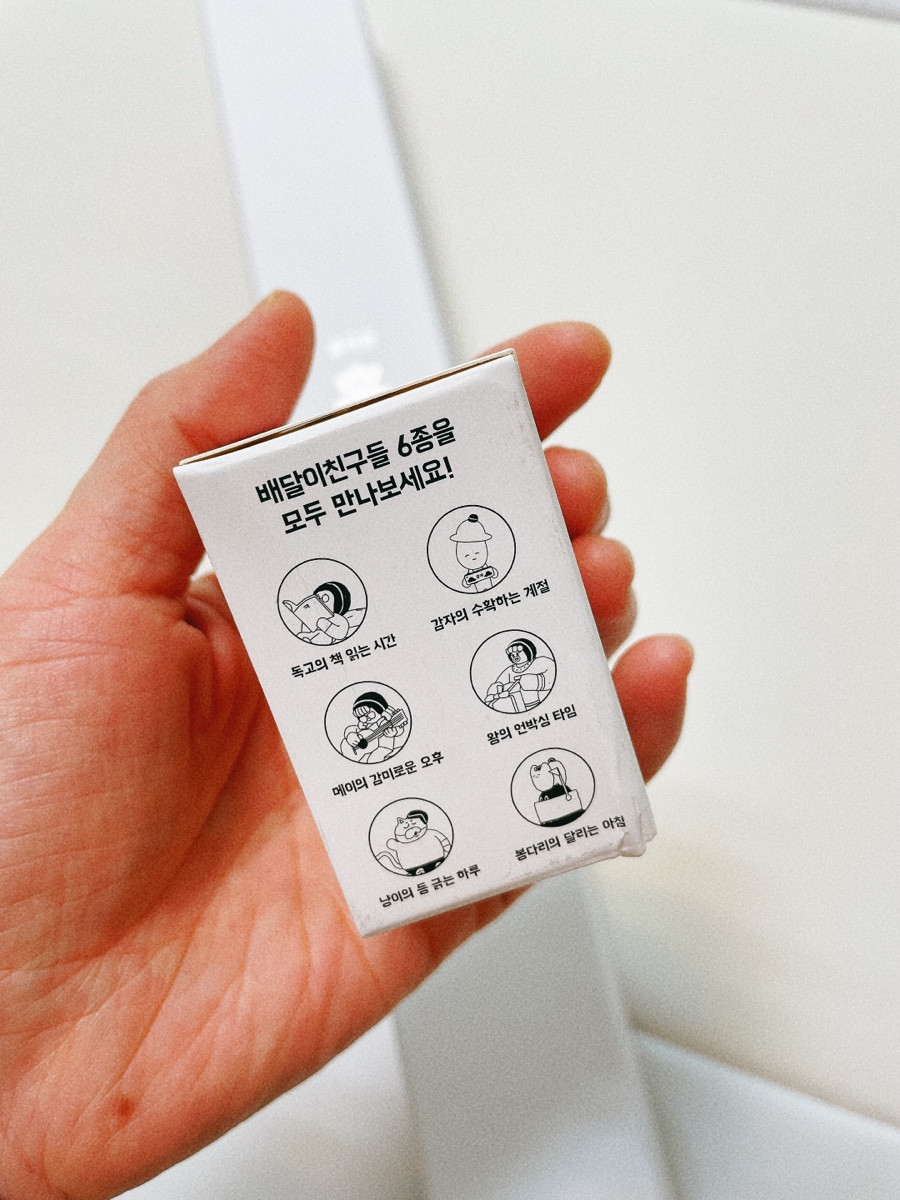 배달이친구들 6종을
모두 만나보세요!
독고의 책 읽는 시간
감자의 수확하는 계절
메이의 감미로운 오후
왕의 언박싱 타임
냥이의 등 긁는 하루
봉다리의 달리는 아침